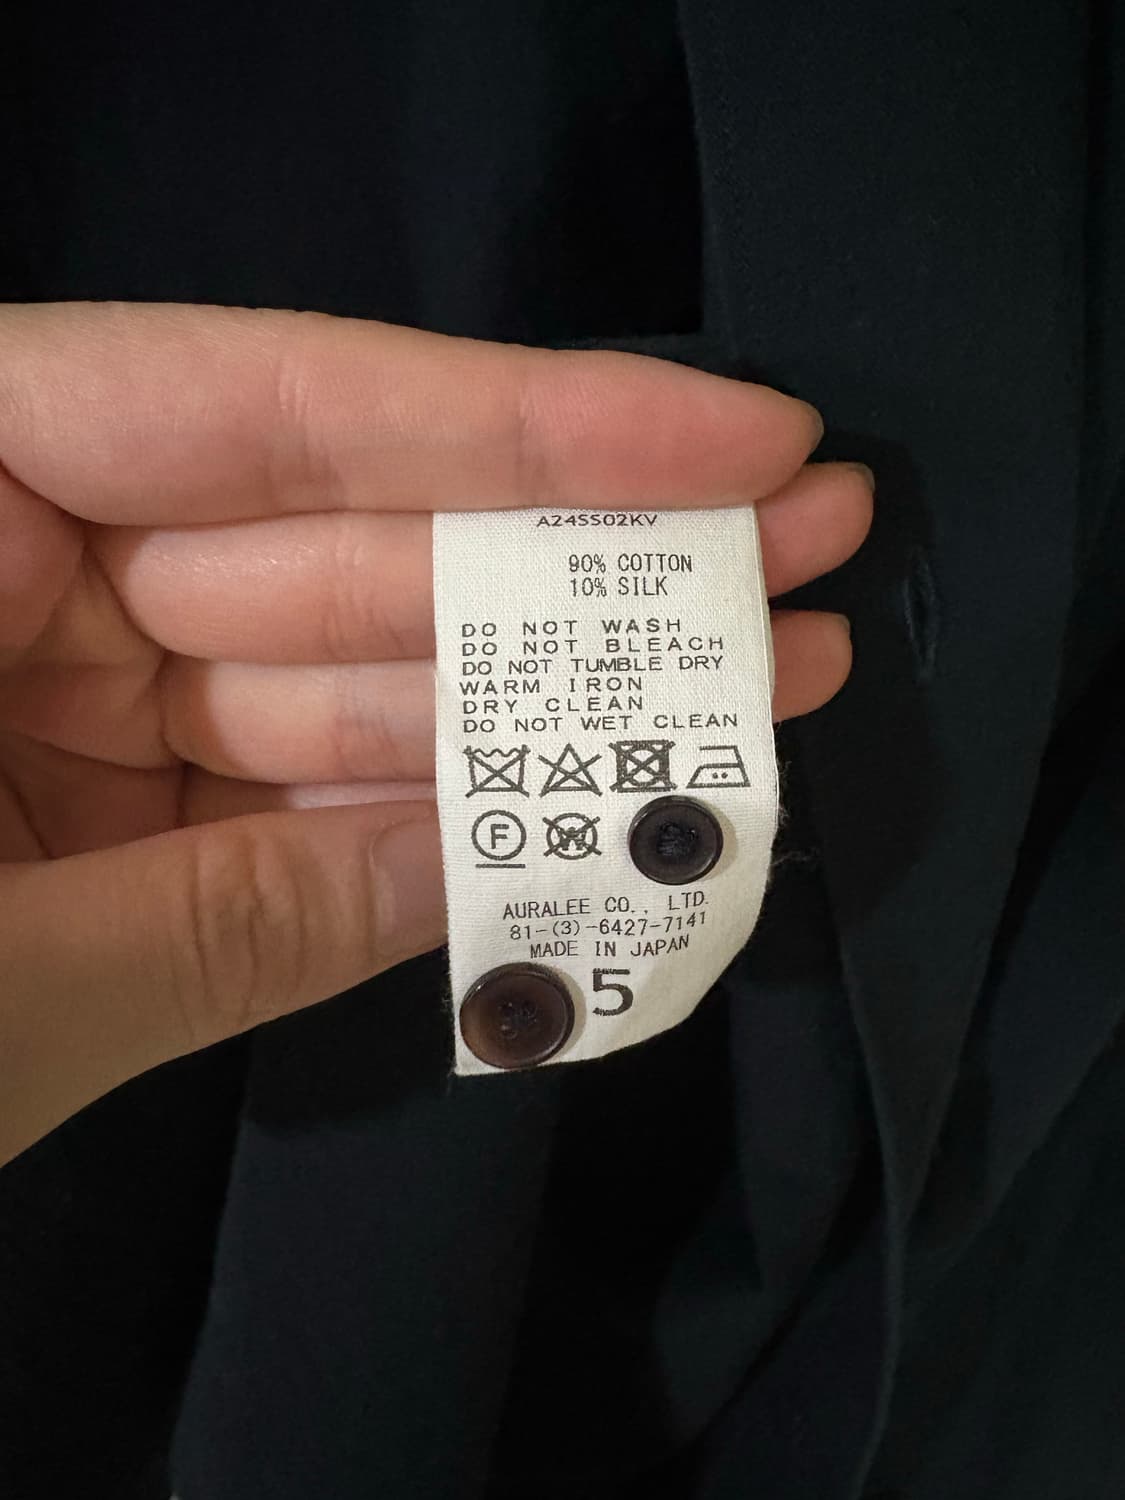 A24SS02KV
90% COTTON
10% SILK
DO NOT WASH
DO NOT BLEACH
DO NOT TUMBLE DRY
WARM IRON
DRY CLEAN
DO NOT WET CLEAN
F W
AURALEE CO., LTD.
81-(3)-6427-7141
MADE IN JAPAN
5